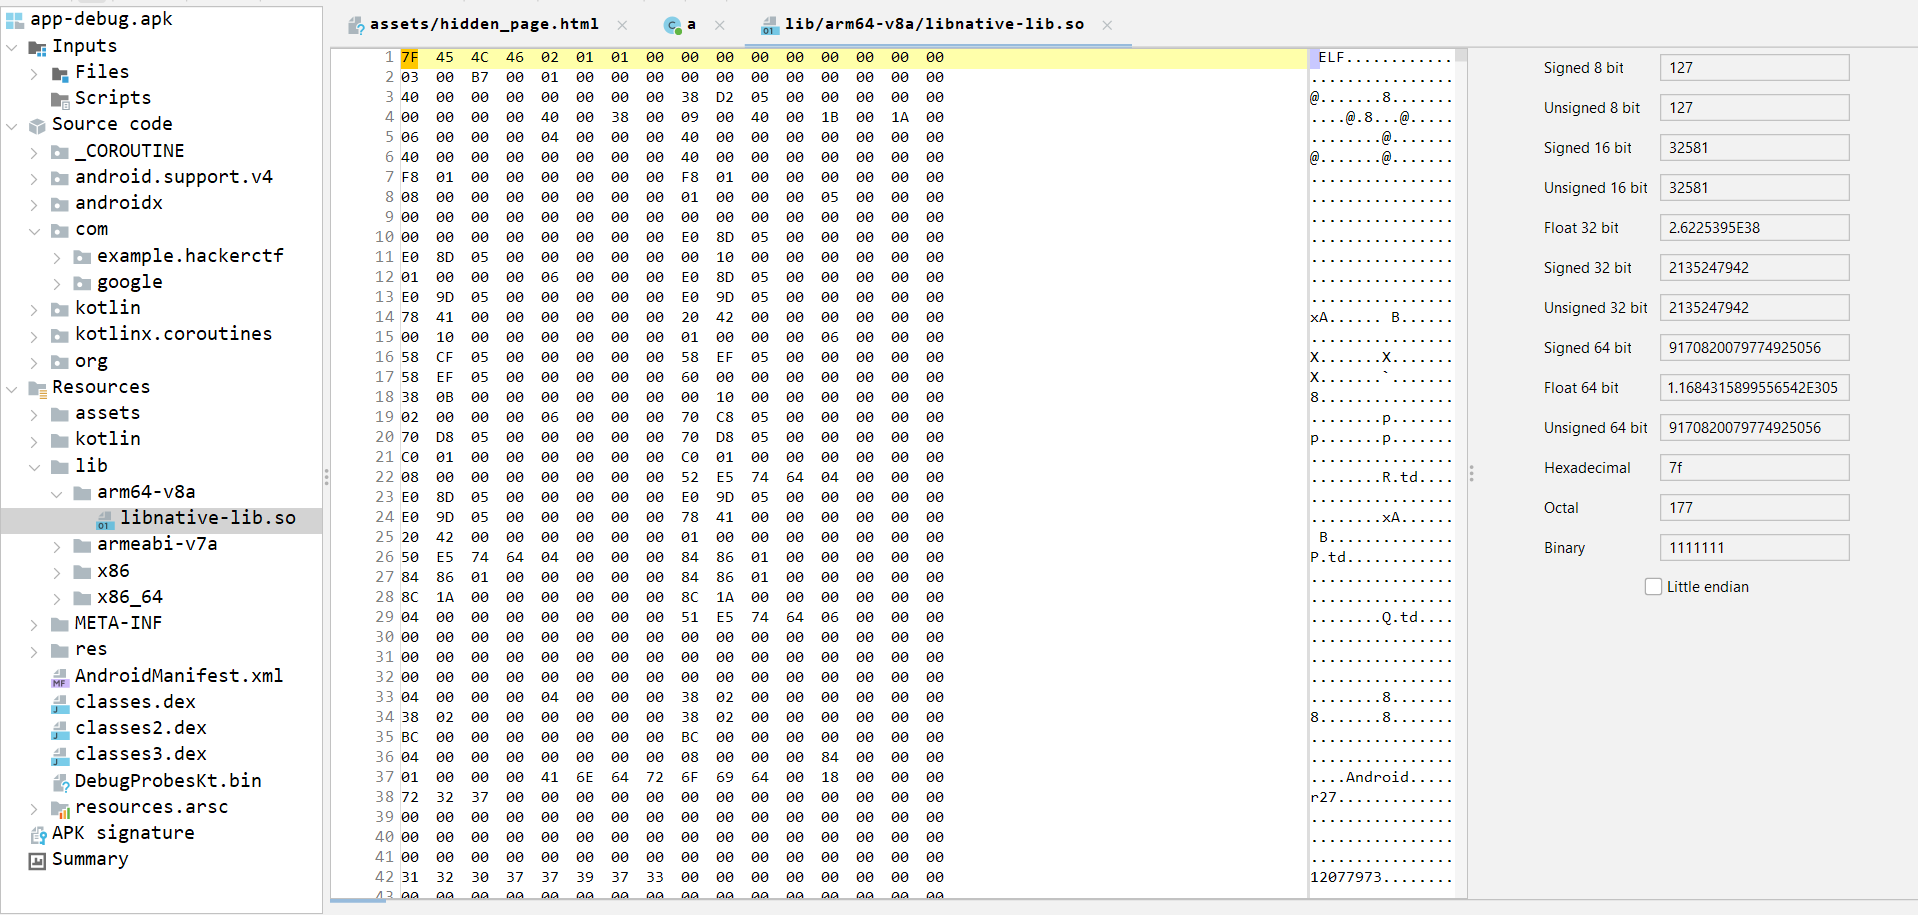 app-debug.apk
Inputs
Files
Scripts
Source code
_COROUTINE
android.support.v4
androidx
com
example.hackerctf
google
kotlin
kotlinx.coroutines
org
Resources
assets
kotlin
lib
arm64-v8a
libnative-lib.so
armeabi-v7a
x86
x86_64
META-INF
res
AndroidManifest.xml
classes.dex
classes2.dex
classes3.dex
DebugProbesKt.bin
resources.arsc
APK signature
Summary
assets/hidden_page.html
a
lib/arm64-v8a/libnative-lib.so
1 7F 45 4C 46 02 01 01 00 00 00 00 00 00 00 00 00 ELF............
2 03 00 B7 00 01 00 00 00 00 00 00 00 00 00 00 00 ................
3 40 00 00 00 00 00 00 00 38 D2 05 00 00 00 00 00 @.......8.......
4 00 00 00 00 40 00 38 00 09 00 40 00 1B 00 1A 00 ....@.8...@.....
5 06 00 00 00 04 00 00 00 40 00 00 00 00 00 00 00 ........@.......
6 40 00 00 00 00 00 00 00 40 00 00 00 00 00 00 00 @.......@.......
7 F8 01 00 00 00 00 00 00 F8 01 00 00 00 00 00 00 ................
8 08 00 00 00 00 00 00 00 01 00 00 00 05 00 00 00 ................
9 00 00 00 00 00 00 00 00 00 00 00 00 00 00 00 00 ................
10 00 00 00 00 00 00 00 00 E0 8D 05 00 00 00 00 00 ................
11 E0 8D 05 00 00 00 00 00 00 10 00 00 00 00 00 00 ................
12 01 00 00 00 06 00 00 00 E0 8D 05 00 00 00 00 00 ................
13 E0 9D 05 00 00 00 00 00 E0 9D 05 00 00 00 00 00 ................
14 78 41 00 00 00 00 00 00 20 42 00 00 00 00 00 00 xA...... B......
15 00 10 00 00 00 00 00 00 01 00 00 00 06 00 00 00 ................
16 58 CF 05 00 00 00 00 00 58 EF 05 00 00 00 00 00 X.......X.......
17 58 EF 05 00 00 00 00 00 60 00 00 00 00 00 00 00 X.......`.......
18 38 0B 00 00 00 00 00 00 00 10 00 00 00 00 00 00 8...............
19 02 00 00 00 06 00 00 00 70 C8 05 00 00 00 00 00 ........p.......
20 70 D8 05 00 00 00 00 00 70 D8 05 00 00 00 00 00 p.......p.......
21 C0 01 00 00 00 00 00 00 C0 01 00 00 00 00 00 00 ................
22 08 00 00 00 00 00 00 00 52 E5 74 64 04 00 00 00 ........R.td....
23 E0 8D 05 00 00 00 00 00 E0 9D 05 00 00 00 00 00 ................
24 E0 9D 05 00 00 00 00 00 78 41 00 00 00 00 00 00 ........xA......
25 20 42 00 00 00 00 00 00 01 00 00 00 00 00 00 00 B..............
26 50 E5 74 64 04 00 00 00 84 86 01 00 00 00 00 00 P.td............
27 84 86 01 00 00 00 00 00 84 86 01 00 00 00 00 00 ................
28 8C 1A 00 00 00 00 00 00 8C 1A 00 00 00 00 00 00 ................
29 04 00 00 00 00 00 00 00 51 E5 74 64 06 00 00 00 ........Q.td....
30 00 00 00 00 00 00 00 00 00 00 00 00 00 00 00 00 ................
31 00 00 00 00 00 00 00 00 00 00 00 00 00 00 00 00 ................
32 00 00 00 00 00 00 00 00 00 00 00 00 00 00 00 00 ................
33 04 00 00 00 04 00 00 00 38 02 00 00 00 00 00 00 ........8.......
34 38 02 00 00 00 00 00 00 38 02 00 00 00 00 00 00 8.......8.......
35 BC 00 00 00 00 00 00 00 BC 00 00 00 00 00 00 00 ................
36 04 00 00 00 00 00 00 00 08 00 00 00 84 00 00 00 ................
37 01 00 00 00 41 6E 64 72 6F 69 64 00 18 00 00 00 ....Android.....
38 72 32 37 00 00 00 00 00 00 00 00 00 00 00 00 00 r27.............
39 00 00 00 00 00 00 00 00 00 00 00 00 00 00 00 00 ................
40 00 00 00 00 00 00 00 00 00 00 00 00 00 00 00 00 ................
41 00 00 00 00 00 00 00 00 00 00 00 00 00 00 00 00 ................
42 31 32 30 37 37 39 37 33 00 00 00 00 00 00 00 00 12077973........
43 00 00 00 00 00 00 00 00 00 00 00 00 00 00 00 00
Signed 8 bit 127
Unsigned 8 bit 127
Signed 16 bit 32581
Unsigned 16 bit 32581
Float 32 bit 2.6225395E38
Signed 32 bit 2135247942
Unsigned 32 bit 2135247942
Signed 64 bit 9170820079774925056
Float 64 bit 1.1684315899556542E305
Unsigned 64 bit 9170820079774925056
Hexadecimal 7f
Octal 177
Binary 1111111
Little endian